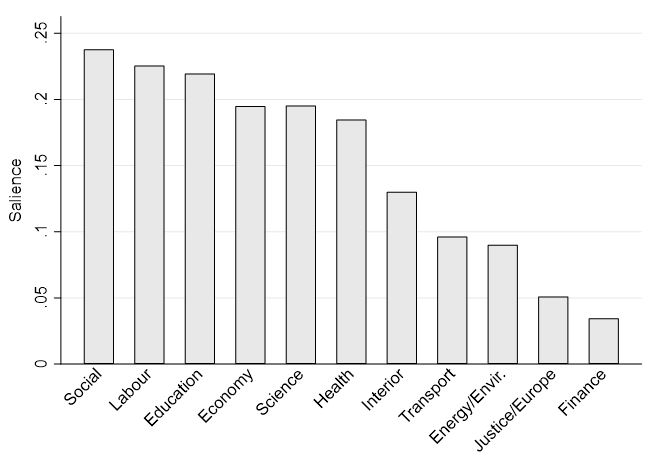 Salience
.25
.2
.15
.1
.05
0
Social
Labour
Education
Economy
Science
Health
Interior
Transport
Energy/Envir.
Justice/Europe
Finance